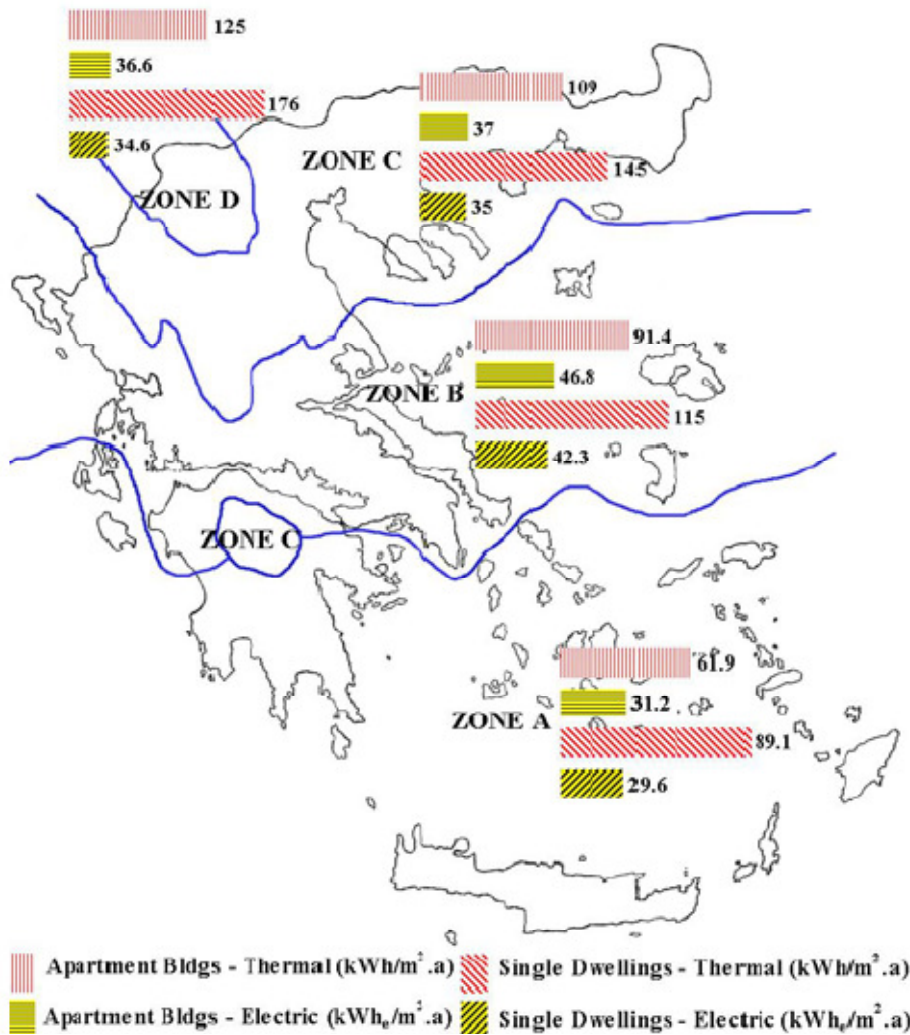 125
36.6
176
34.6
ZONE D
109
37
ZONE C
145
35
91.4
46.8
ZONE B
115
42.3
ZONE C
61.9
31.2
ZONE A
89.1
29.6
Apartment Bldgs - Thermal (kWh/m².a)
Single Dwellings - Thermal (kWh/m².a)
Apartment Bldgs - Electric (kWhₑ/m².a)
Single Dwellings - Electric (kWhₑ/m².a)